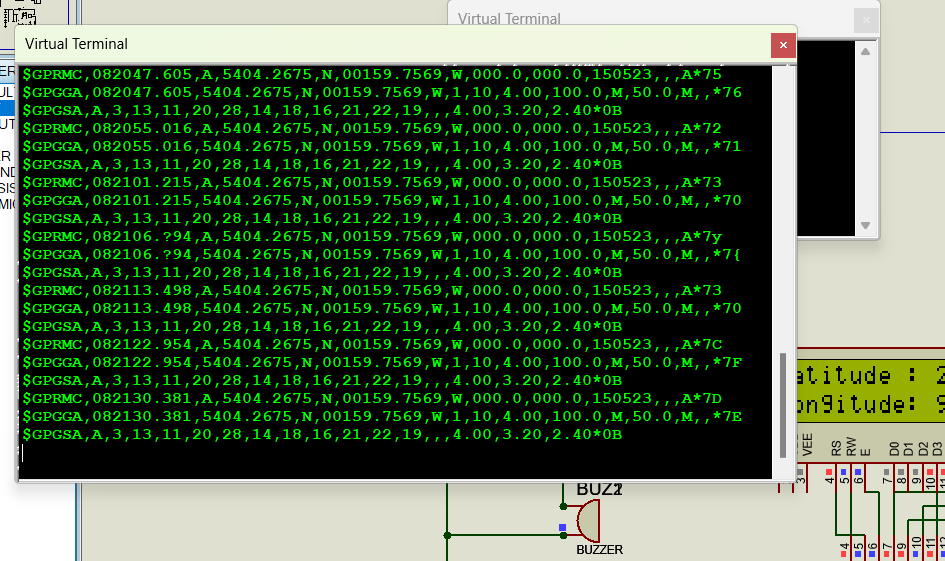 Virtual Terminal
Virtual Terminal
$GPRMC,082047.605,A,5404.2675,N,00159.7569,W,000.0,000.0,150523,,,A*75
$GPGGA,082047.605,5404.2675,N,00159.7569,W,1,10,4.00,100.0,M,50.0,M,,*76
$GPGSA,A,3,13,11,20,28,14,18,16,21,22,19,,,4.00,3.20,2.40*0B
$GPRMC,082055.016,A,5404.2675,N,00159.7569,W,000.0,000.0,150523,,,A*72
$GPGGA,082055.016,5404.2675,N,00159.7569,W,1,10,4.00,100.0,M,50.0,M,,*71
$GPGSA,A,3,13,11,20,28,14,18,16,21,22,19,,,4.00,3.20,2.40*0B
$GPRMC,082101.215,A,5404.2675,N,00159.7569,W,000.0,000.0,150523,,,A*73
$GPGGA,082101.215,5404.2675,N,00159.7569,W,1,10,4.00,100.0,M,50.0,M,,*70
$GPGSA,A,3,13,11,20,28,14,18,16,21,22,19,,,4.00,3.20,2.40*0B
$GPRMC,082106.?94,A,5404.2675,N,00159.7569,W,000.0,000.0,150523,,,A*7y
$GPGGA,082106.?94,5404.2675,N,00159.7569,W,1,10,4.00,100.0,M,50.0,M,,*7{
$GPGSA,A,3,13,11,20,28,14,18,16,21,22,19,,,4.00,3.20,2.40*0B
$GPRMC,082113.498,A,5404.2675,N,00159.7569,W,000.0,000.0,150523,,,A*73
$GPGGA,082113.498,5404.2675,N,00159.7569,W,1,10,4.00,100.0,M,50.0,M,,*70
$GPGSA,A,3,13,11,20,28,14,18,16,21,22,19,,,4.00,3.20,2.40*0B
$GPRMC,082122.954,A,5404.2675,N,00159.7569,W,000.0,000.0,150523,,,A*7C
$GPGGA,082122.954,5404.2675,N,00159.7569,W,1,10,4.00,100.0,M,50.0,M,,*7F
$GPGSA,A,3,13,11,20,28,14,18,16,21,22,19,,,4.00,3.20,2.40*0B
$GPRMC,082130.381,A,5404.2675,N,00159.7569,W,000.0,000.0,150523,,,A*7D
$GPGGA,082130.381,5404.2675,N,00159.7569,W,1,10,4.00,100.0,M,50.0,M,,*7E
$GPGSA,A,3,13,11,20,28,14,18,16,21,22,19,,,4.00,3.20,2.40*0B
atitude : 2
ongitude: 9
VEE RS RW E D0 D1 D2 D3
3 4 5 6 7 8 9 10 11
BUZZER
4 5 6 7 9 10 11 12